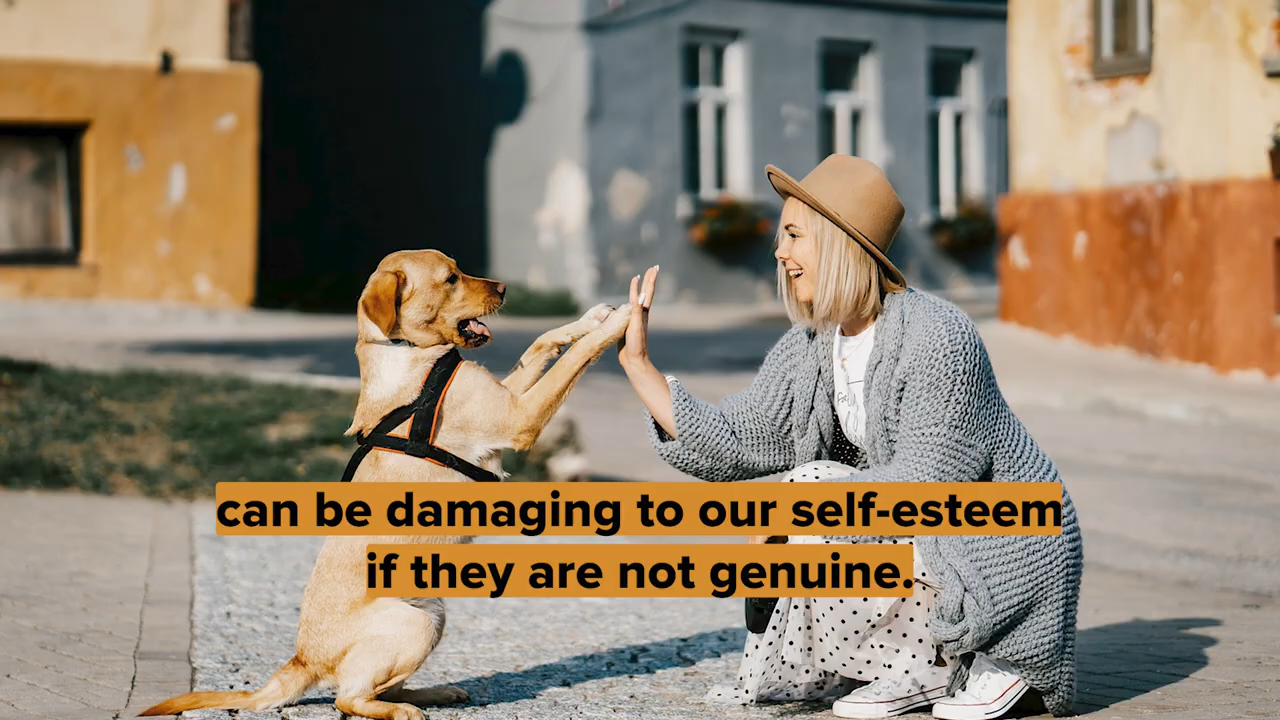 can be damaging to our self-esteem
if they are not genuine.